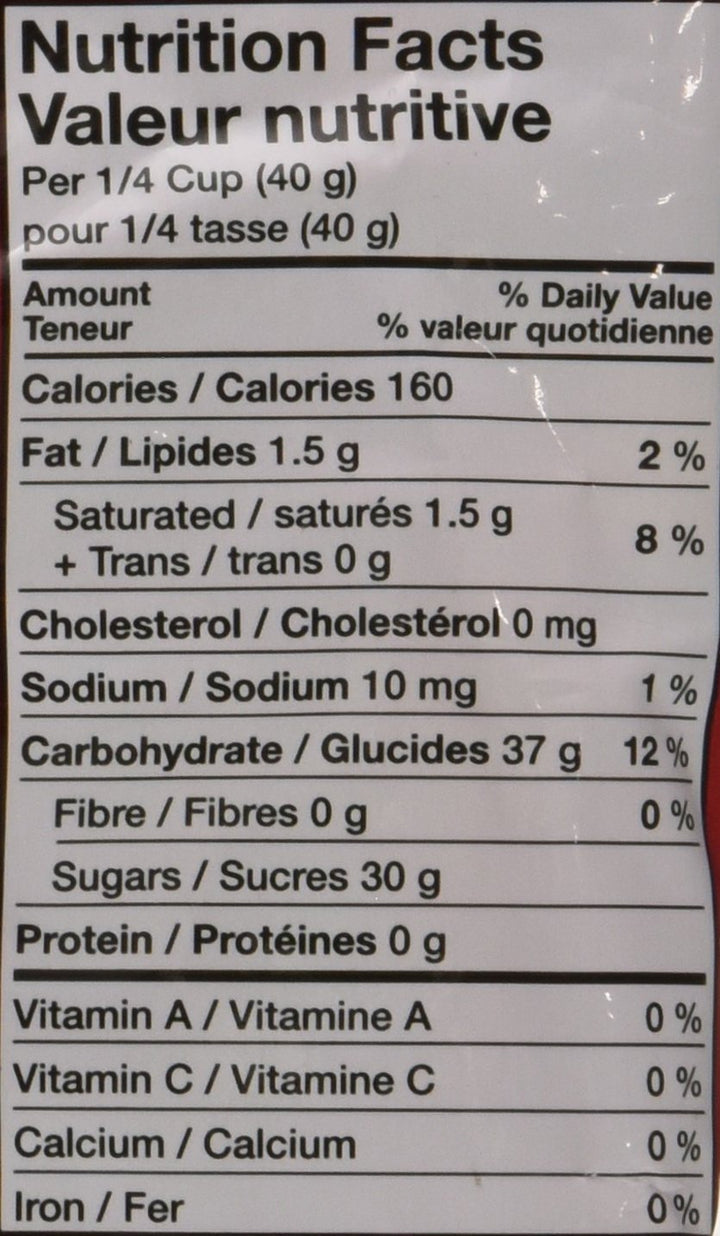 Nutrition Facts
Valeur nutritive
Per 1/4 Cup (40 g)
pour 1/4 tasse (40 g)
Amount % Daily Value
Teneur % valeur quotidienne
Calories / Calories 160
Fat / Lipides 1.5 g 2 %
Saturated / saturés 1.5 g
+ Trans / trans 0 g 8 %
Cholesterol / Cholestérol 0 mg
Sodium / Sodium 10 mg 1 %
Carbohydrate / Glucides 37 g 12 %
Fibre / Fibres 0 g 0 %
Sugars / Sucres 30 g
Protein / Protéines 0 g
Vitamin A / Vitamine A 0 %
Vitamin C / Vitamine C 0 %
Calcium / Calcium 0 %
Iron / Fer 0 %